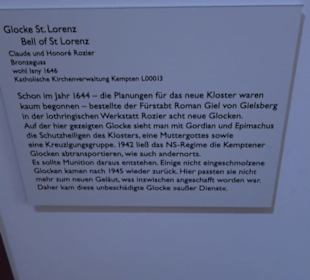 Glocke St. Lorenz
Bell of St Lorenz
Claude und Honoré Rozier
Bronzeguss
wohl Isny 1646
Katholische Kirchenverwaltung Kempten L00013
Schon im Jahr 1644 – die Planungen für das neue Kloster waren
kaum begonnen – bestellte der Fürstabt Roman Giel von Gielsberg
in der lothringischen Werkstatt Rozier acht neue Glocken.
Auf der hier gezeigten Glocke sieht man mit Gordian und Epimachus
die Schutzheiligen des Klosters, eine Muttergottes sowie
eine Kreuzigungsgruppe. 1942 ließ das NS-Regime die Kemptener
Glocken abtransportieren, wie auch andernorts.
Es sollte Munition daraus entstehen. Einige nicht eingeschmolzene
Glocken kamen nach 1945 wieder zurück. Hier passten sie nicht
mehr zum neuen Geläut, was inzwischen angeschafft worden war.
Daher kam diese unbeschädigte Glocke außer Dienste.